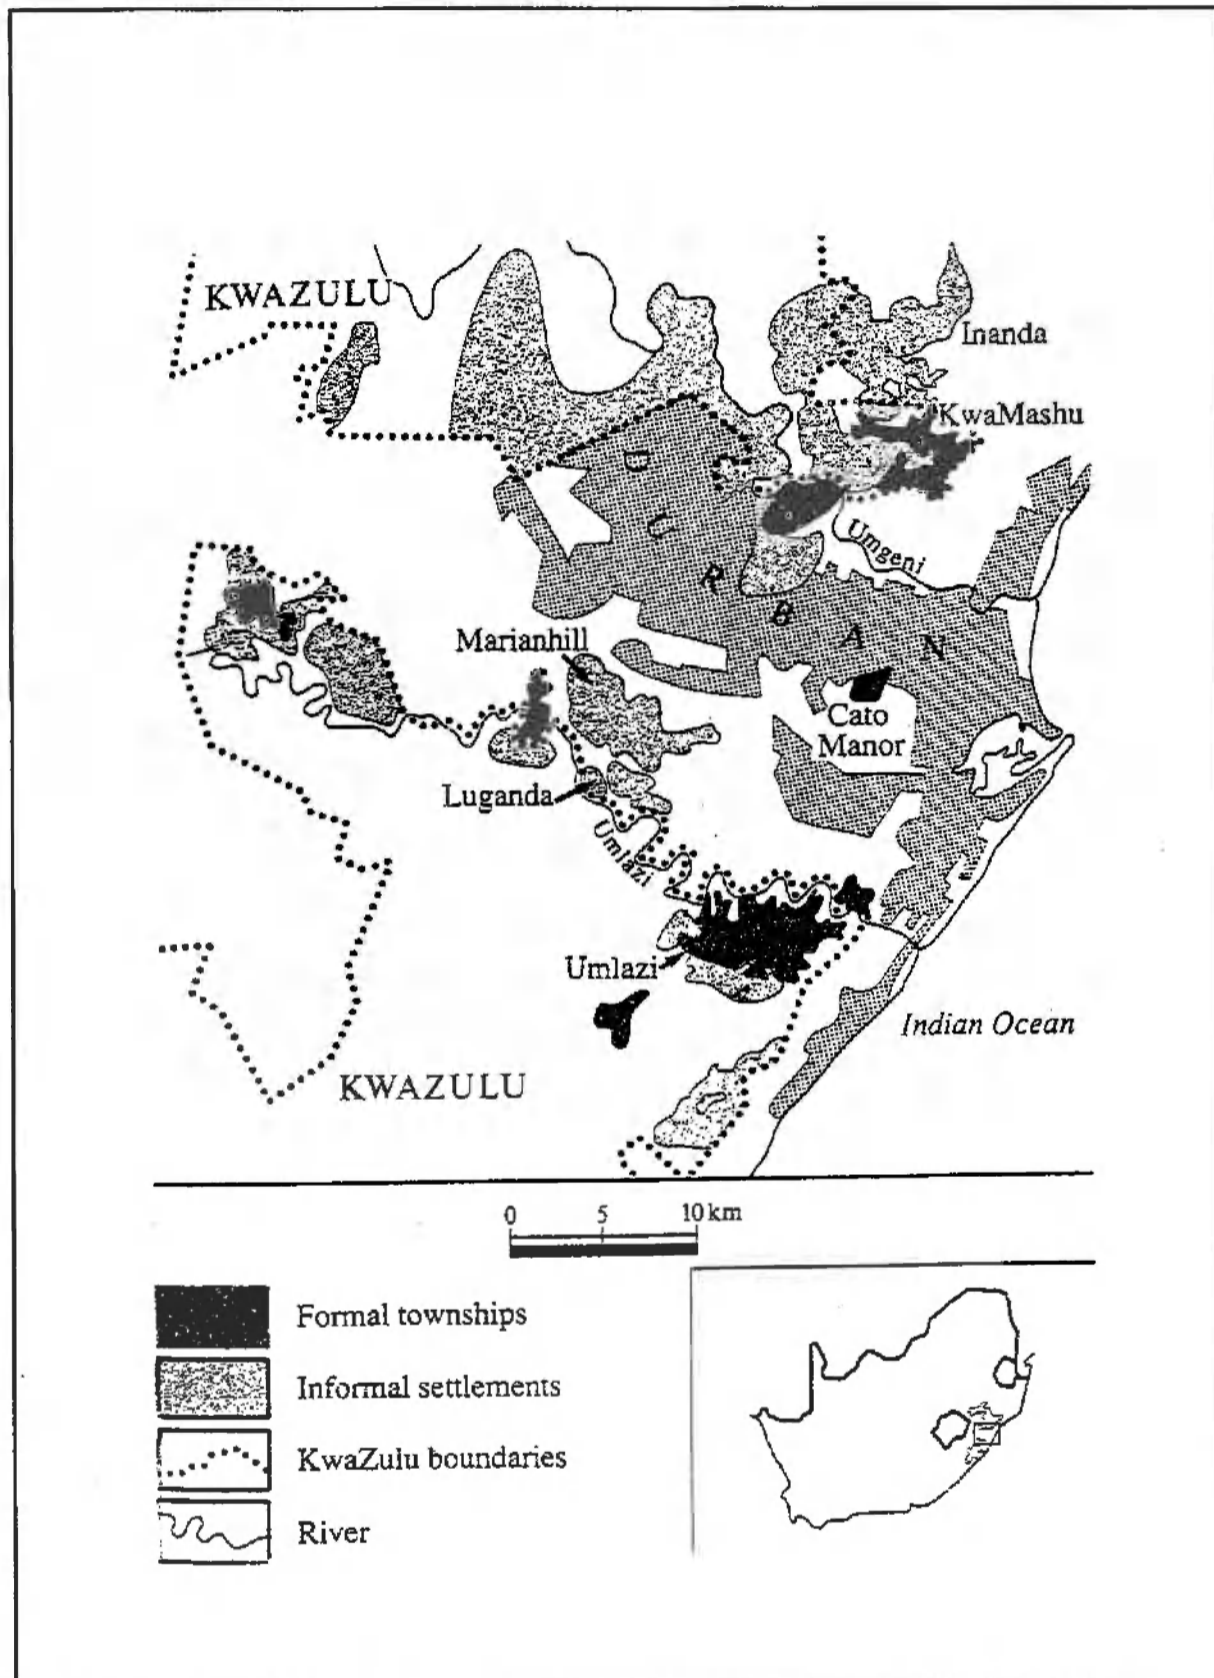 KWAZULU
Inanda
KwaMashu
DURBAN
Umgeni
Marianhill
Cato
Manor
Luganda
Umlazi
Umlazi
Indian Ocean
KWAZULU
0 5 10 km
Formal townships
Informal settlements
KwaZulu boundaries
River